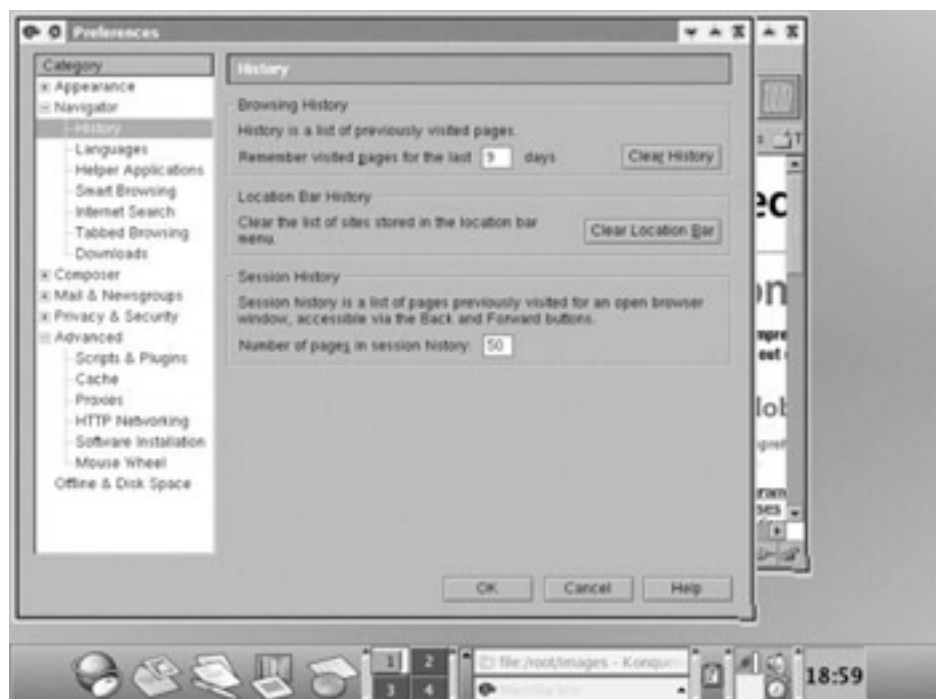 Preferences
Category
Appearance
Navigator
History
Languages
Helper Applications
Smart Browsing
Internet Search
Tabbed Browsing
Downloads
Composer
Mail & Newsgroups
Privacy & Security
Advanced
Scripts & Plugins
Cache
Proxies
HTTP Networking
Software Installation
Mouse Wheel
Offline & Disk Space
History
Browsing History
History is a list of previously visited pages.
Remember visited pages for the last 9 days
Clear History
Location Bar History
Clear the list of sites stored in the location bar
menu.
Clear Location Bar
Session History
Session history is a list of pages previously visited for an open browser
window, accessible via the Back and Forward buttons.
Number of pages in session history: 50
OK Cancel Help
1 2
3 4
file:/root/images - Konque
18:59